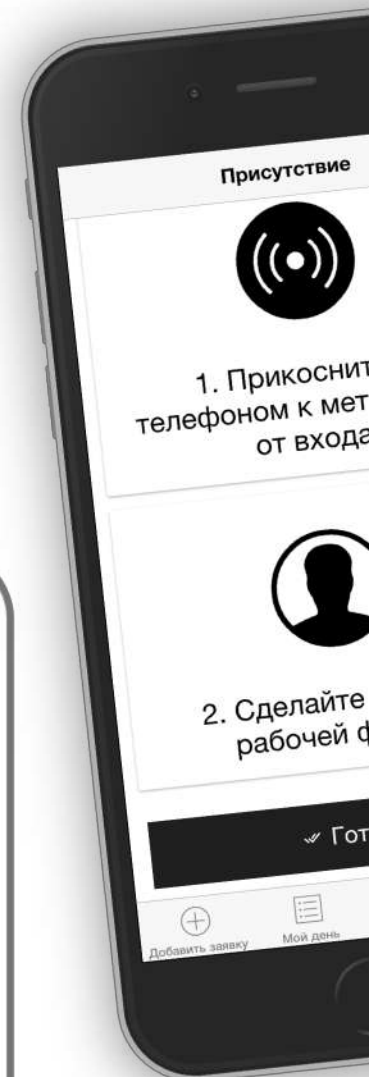 Присутствие
1. Прикоснит
телефоном к мет
от входа
2. Сделайте
рабочей ф
Гот
Добавить заявку
Мой день